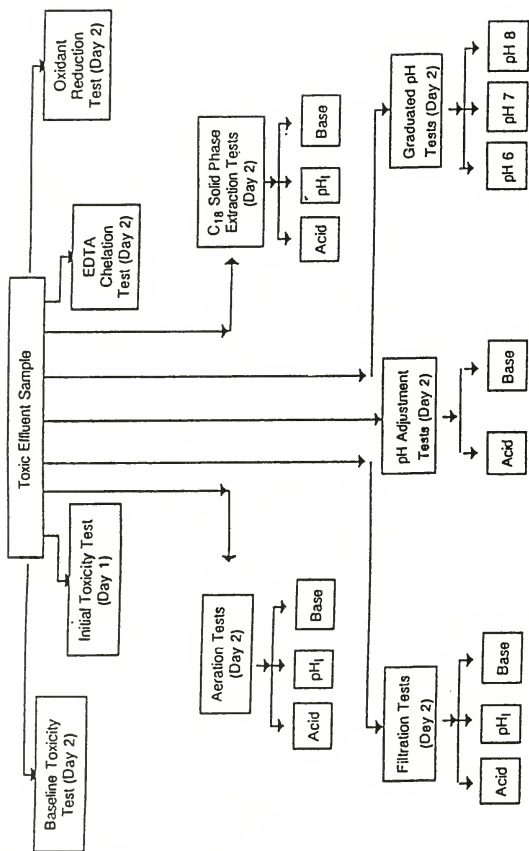 Toxic Effluent Sample
Baseline Toxicity
Test (Day 2)
Initial Toxicity Test
(Day 1)
EDTA
Chelation
Test (Day 2)
Oxidant
Reduction
Test (Day 2)
Aeration Tests
(Day 2)
Acid
pHI
Base
C18 Solid Phase
Extraction Tests
(Day 2)
Acid
pHI
Base
Filtration Tests
(Day 2)
Acid
pHI
Base
pH Adjustment
Tests (Day 2)
Acid
Base
Graduated pH
Tests (Day 2)
pH 6
pH 7
pH 8